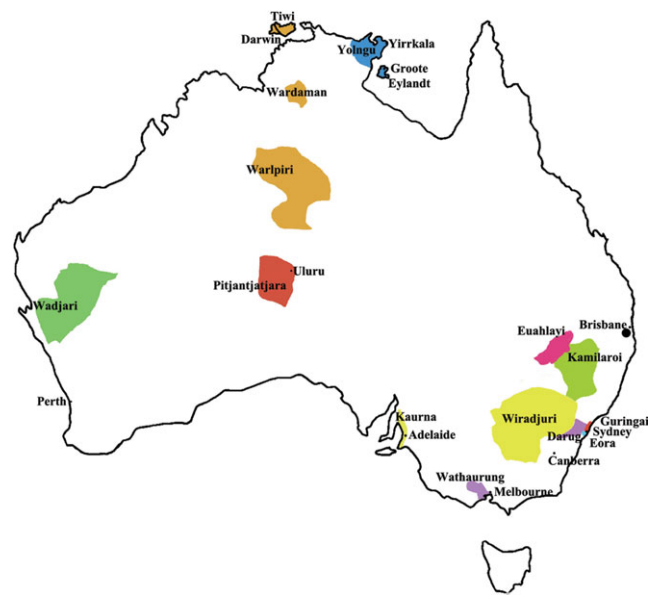 Tiwi
Darwin
Yolngu
Yirrkala
Groote
Eylandt
Wardaman
Warlpiri
Uluru
Pitjantjatjara
Wadjari
Euahlayi
Brisbane
Kamilaroi
Perth
Kaurna
Adelaide
Wiradjuri
Guringai
Darug
Sydney
Eora
Canberra
Wathaurung
Melbourne